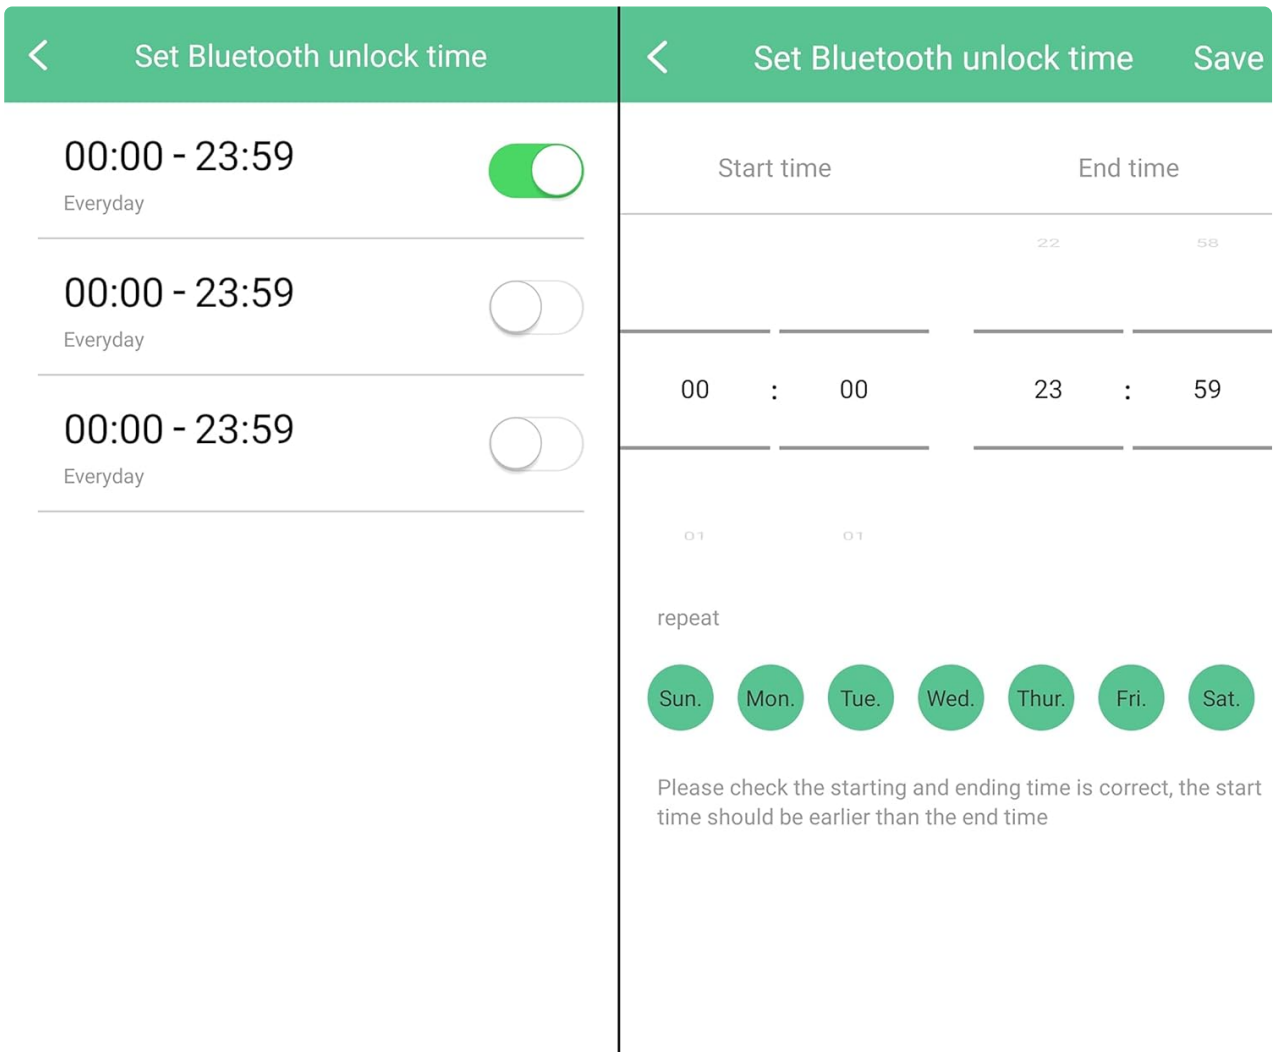 Set Bluetooth unlock time
00:00 - 23:59
Everyday
00:00 - 23:59
Everyday
00:00 - 23:59
Everyday
Set Bluetooth unlock time Save
Start time End time
22 58
00 : 00 23 : 59
01 01
repeat
Sun. Mon. Tue. Wed. Thur. Fri. Sat.
Please check the starting and ending time is correct, the start
time should be earlier than the end time